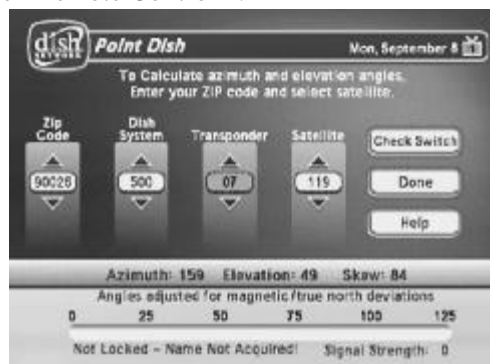 dish
NETWORK
Point Dish
Mon, September 8
To Calculate azimuth and elevation angles.
Enter your ZIP code and select satellite.
Zip Code
Dish System
Transponder
Satellite
90026
500
07
119
Check Switch
Done
Help
Azimuth: 159 Elevation: 49 Skew: 84
Angles adjusted for magnetic/true north deviations
0 25 50 75 100 125
Not Locked - Name Not Acquired! Signal Strength: 0